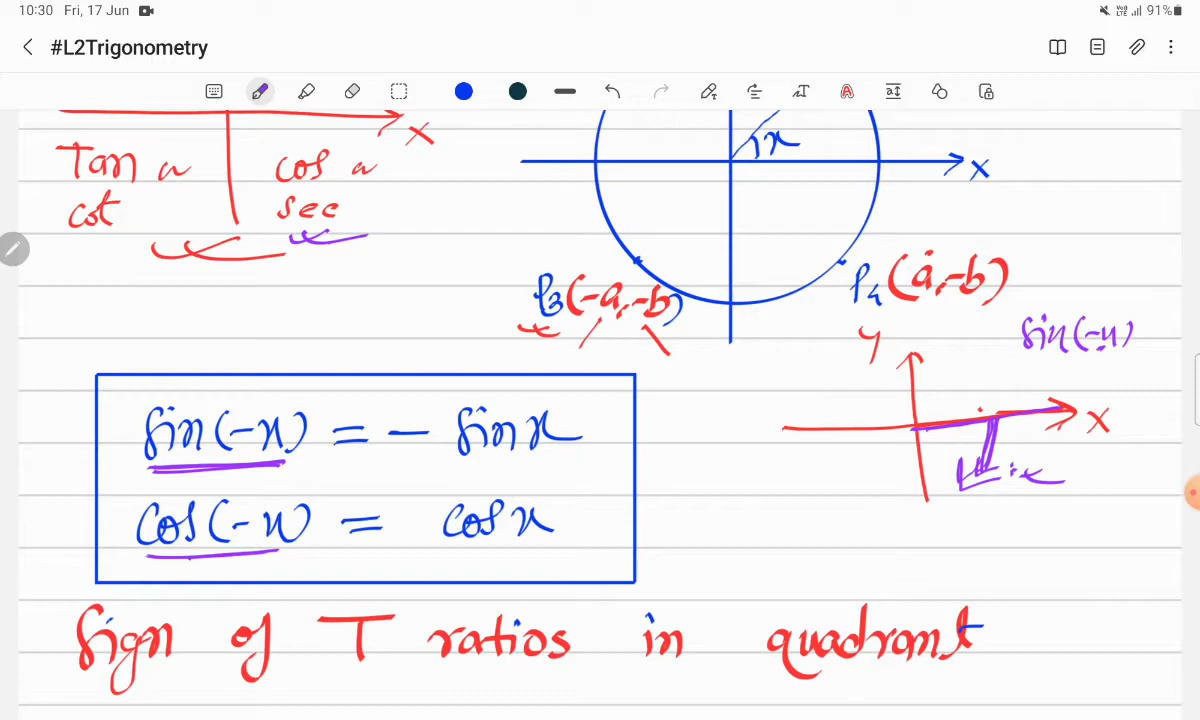 10:30 Fri, 17 Jun 91%
#L2Trigonometry
Tan
cot
cos
sec
x
x
x
P3(-a,-b)
P4(a,-b)
y
sin(-x)
x
sin(-x) = - sin x
cos(-x) = cos x
Sign of T ratios in quadrant